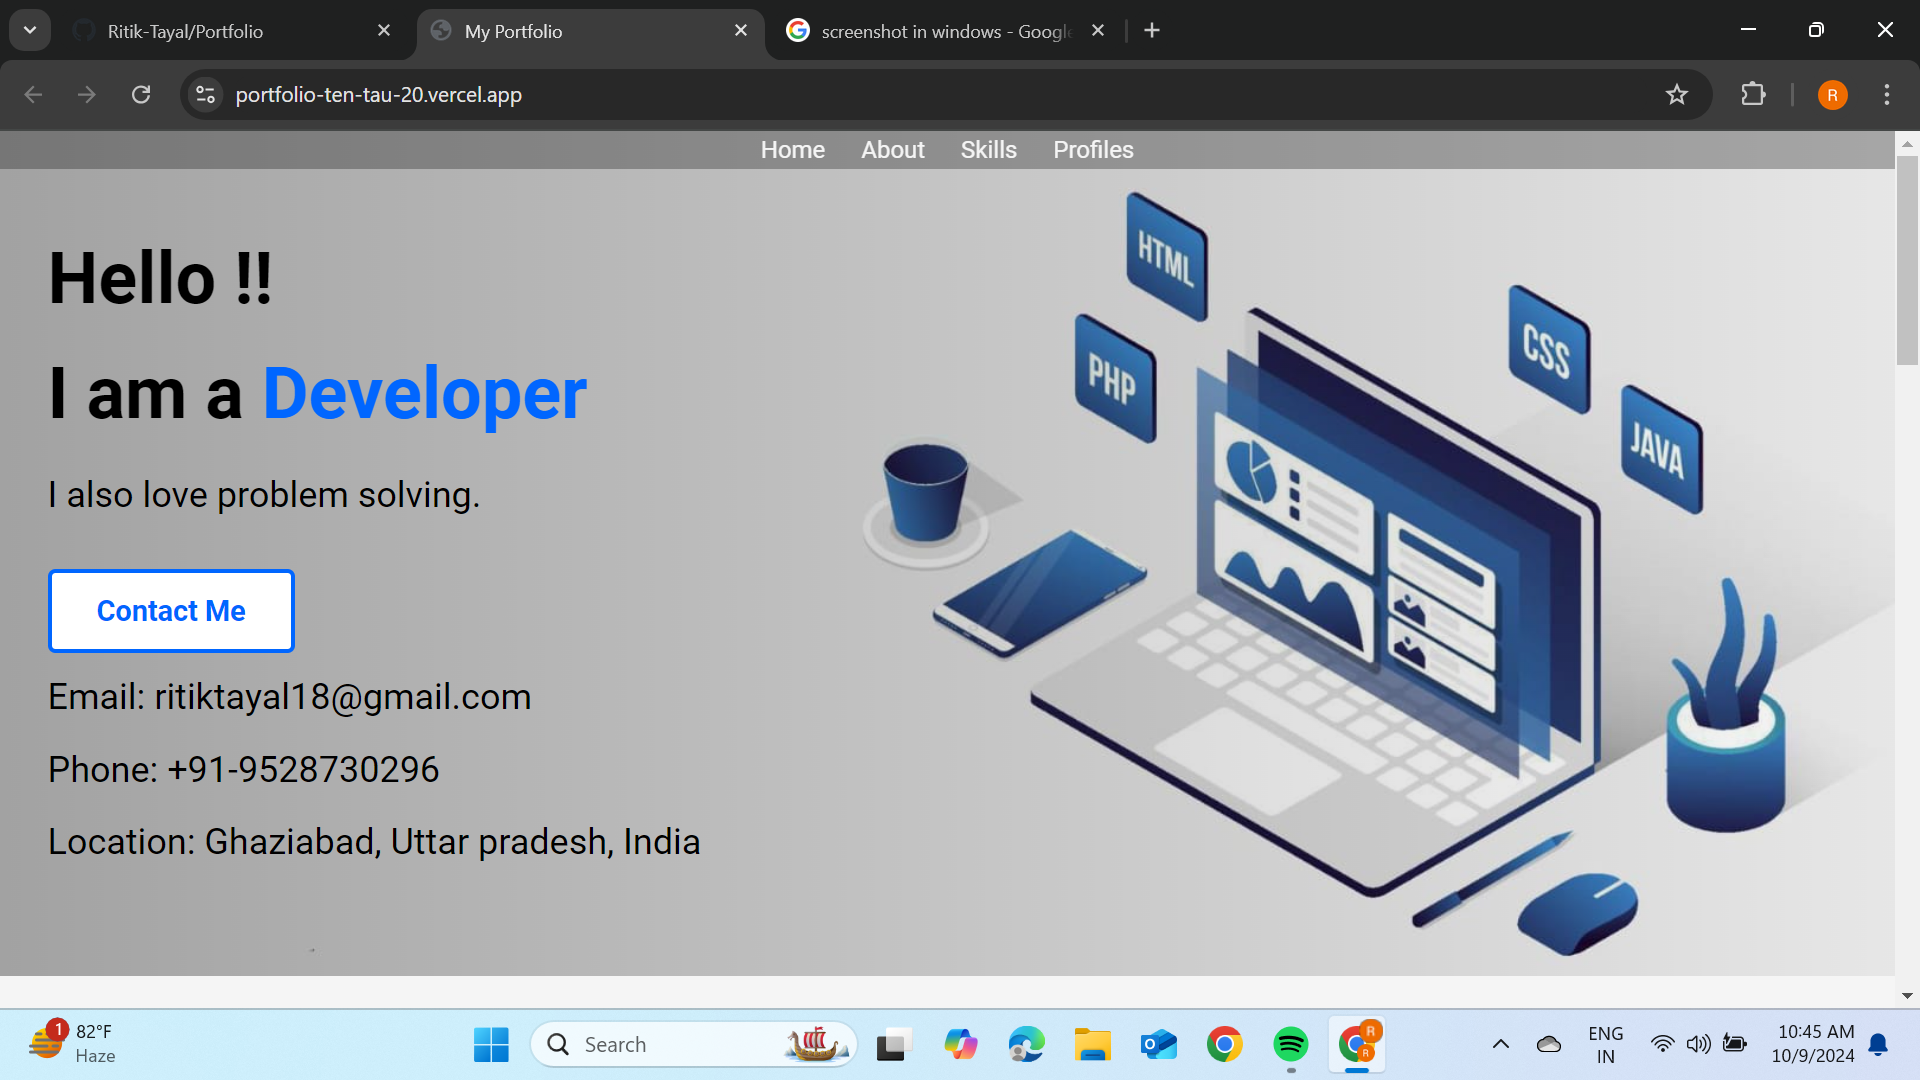 Ritik-Tayal/Portfolio
My Portfolio
screenshot in windows - Google
portfolio-ten-tau-20.vercel.app
R
Home About Skills Profiles
Hello !!
I am a Developer
I also love problem solving.
Contact Me
Email: ritiktayal18@gmail.com
Phone: +91-9528730296
Location: Ghaziabad, Uttar pradesh, India
HTML
PHP
CSS
JAVA
1
82°F
Haze
Search
R
R
ENG
IN
10:45 AM
10/9/2024